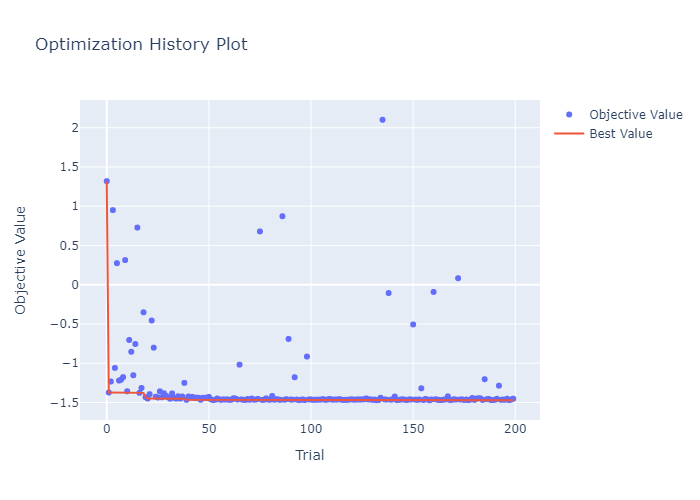 Optimization History Plot
Objective Value
Best Value
2
1.5
1
0.5
0
−0.5
−1
−1.5
Objective Value
0 50 100 150 200
Trial